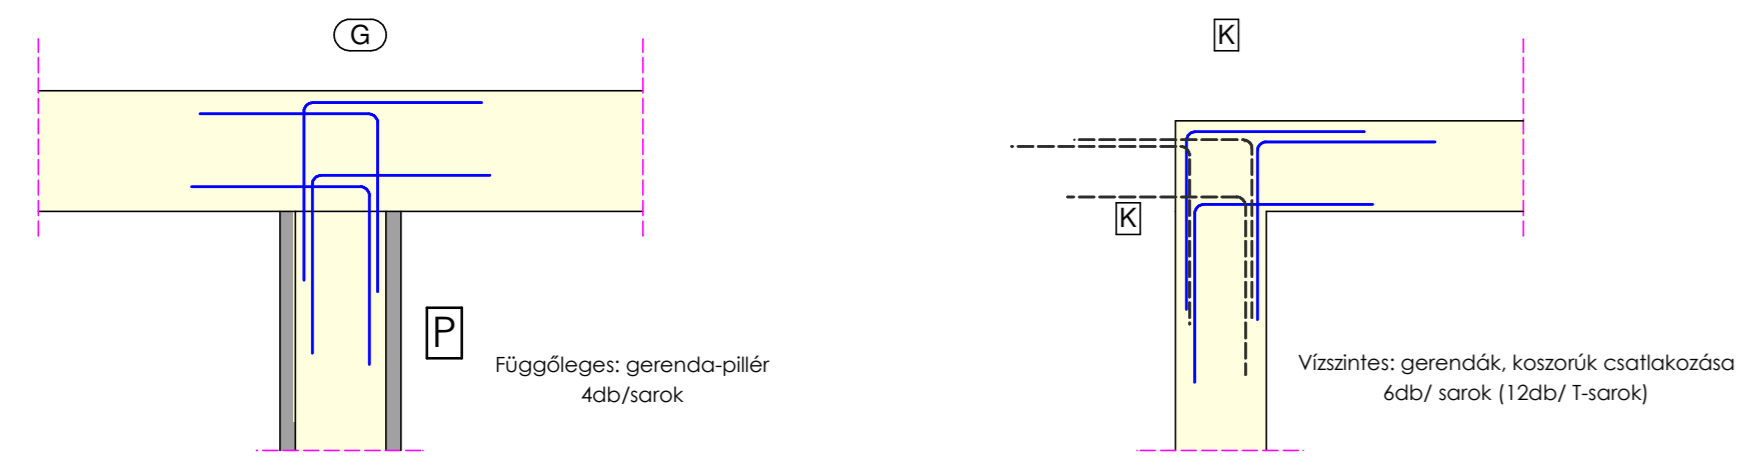 G
K
K
P
Függőleges: gerenda-pillér
4db/sarok
Vízszintes: gerendák, koszorúk csatlakozása
6db/ sarok (12db/ T-sarok)